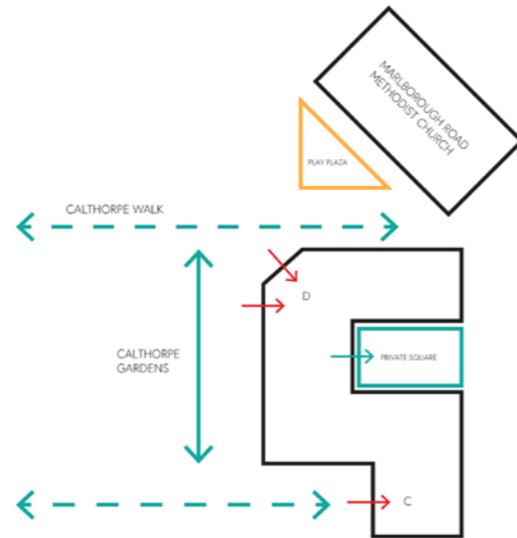 MARLBOROUGH ROAD
METHODIST CHURCH
PLAY PLAZA
CALTHORPE WALK
D
CALTHORPE
GARDENS
PRIVATE SQUARE
C